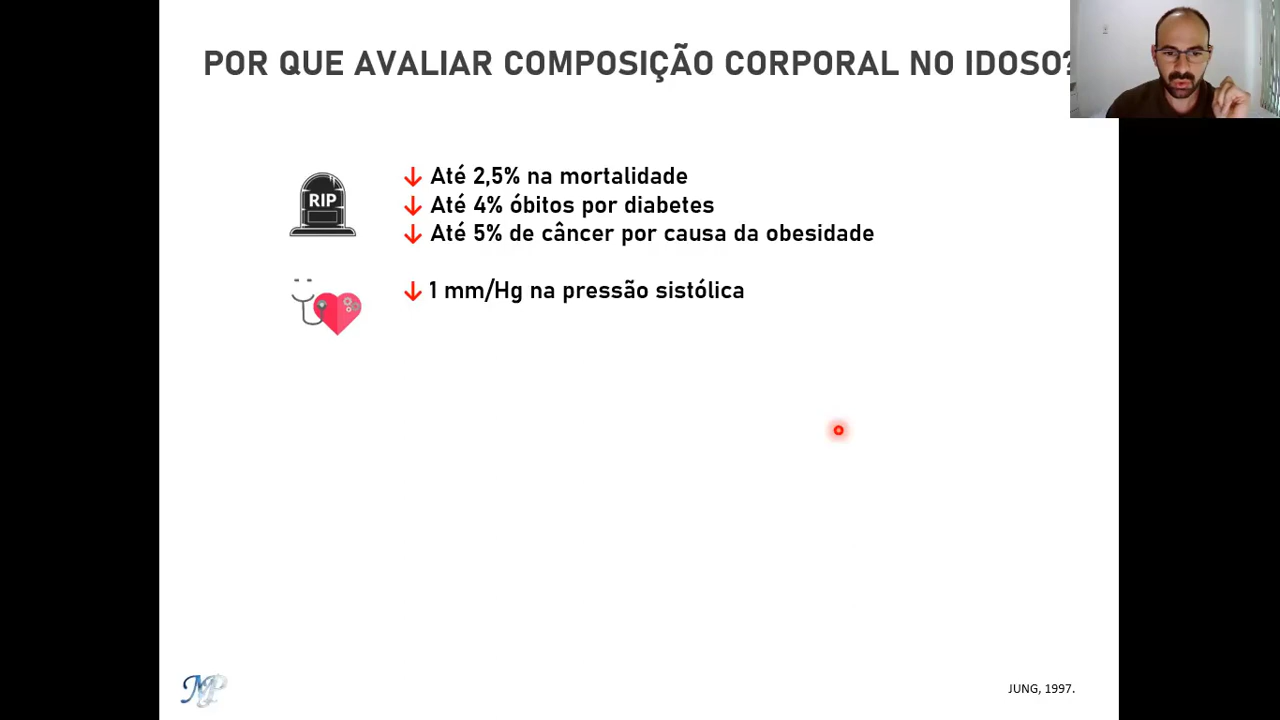 POR QUE AVALIAR COMPOSIÇÃO CORPORAL NO IDOSO?
RIP
↓ Até 2,5% na mortalidade
↓ Até 4% óbitos por diabetes
↓ Até 5% de câncer por causa da obesidade
↓ 1 mm/Hg na pressão sistólica
MP
JUNG, 1997.